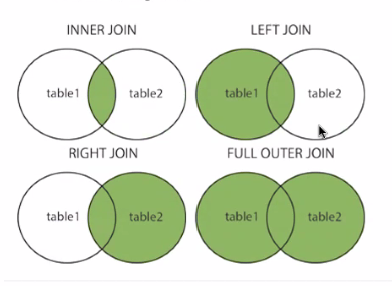 INNER JOIN
LEFT JOIN
table1 table2
table1 table2
RIGHT JOIN
FULL OUTER JOIN
table1 table2
table1 table2